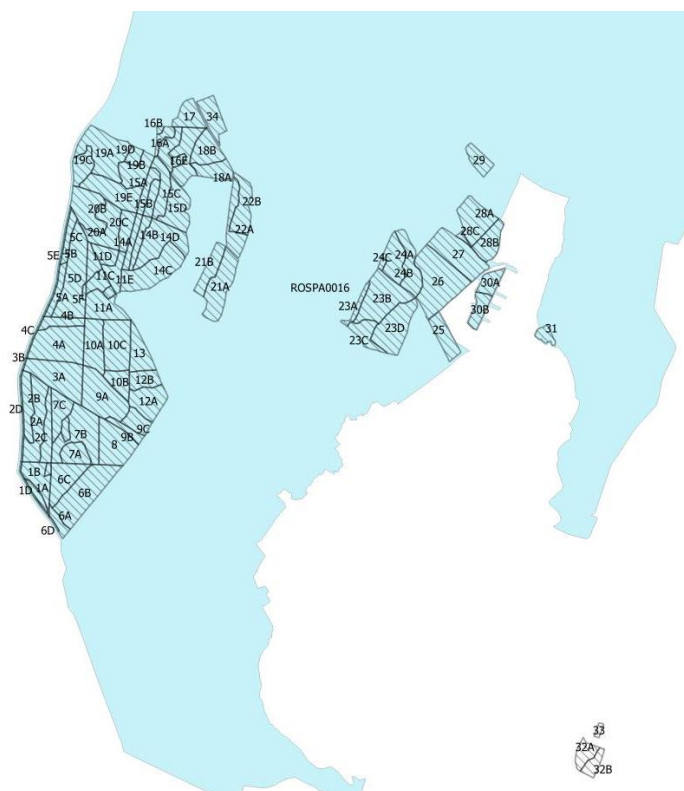 17
34
16B
16A
16E
18B
18A
19D
19A
19C
19B
15A
15C
19E
15B
15D
20B
20C
20A
14B
14D
14A
5C
5B
5E
11D
11C
11E
14C
5D
5A
5F
11A
4B
22B
22A
21B
21A
29
28A
28C
28B
24A
24C
24B
27
26
ROSPA0016
23A
23B
23D
23C
25
30A
30B
31
4C
4A
10A
10C
13
3B
3A
10B
12B
12A
9A
2B
2D
7C
2A
2C
7B
9C
9B
8
7A
1B
6C
1D
1A
6B
6A
6D
33
32A
32B